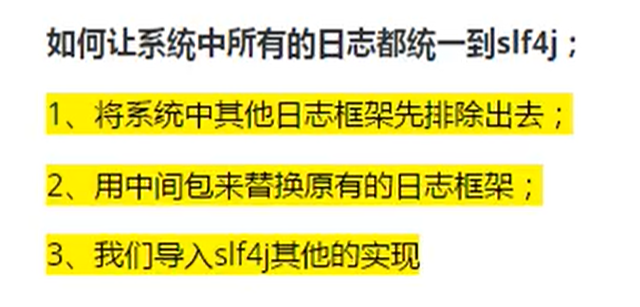 如何让系统中所有的日志都统一到slf4j；
1、将系统中其他日志框架先排除出去；
2、用中间包来替换原有的日志框架；
3、我们导入slf4j其他的实现